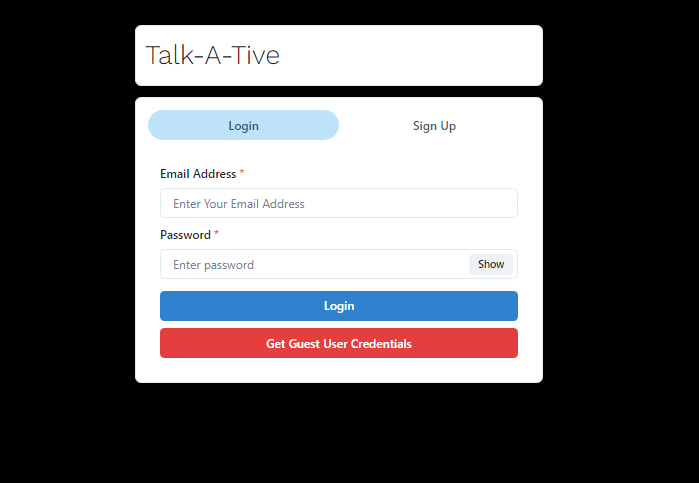 Talk-A-Tive
Login
Sign Up
Email Address *
Enter Your Email Address
Password *
Enter password
Show
Login
Get Guest User Credentials